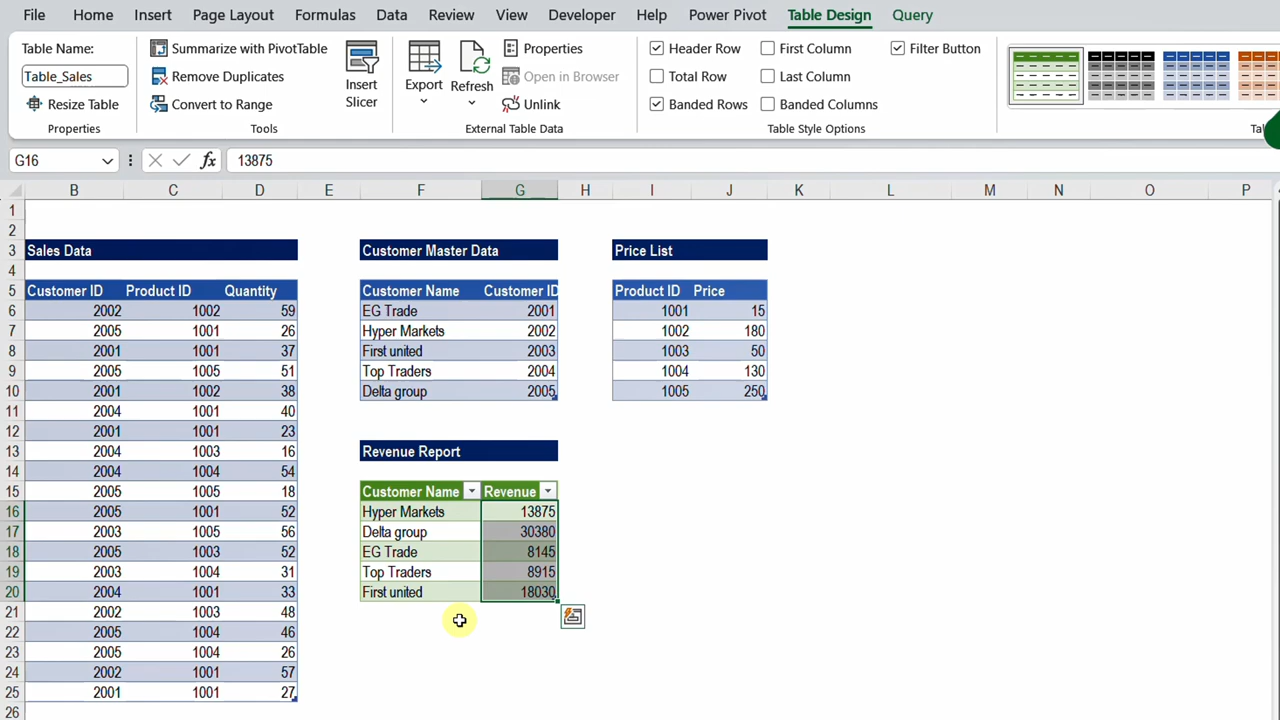 File Home Insert Page Layout Formulas Data Review View Developer Help Power Pivot Table Design Query
Table Name:
Table_Sales
Resize Table
Properties
Summarize with PivotTable
Remove Duplicates
Convert to Range
Tools
Insert
Slicer
Export
Refresh
Properties
Open in Browser
Unlink
External Table Data
Header Row First Column Filter Button
Total Row Last Column
Banded Rows Banded Columns
Table Style Options
G16 fx 13875
B C D E F G H I J K L M N O P
1
2
3 Sales Data Customer Master Data Price List
4
5 Customer ID Product ID Quantity Customer Name Customer ID Product ID Price
6 2002 1002 59 EG Trade 2001 1001 15
7 2005 1001 26 Hyper Markets 2002 1002 180
8 2001 1001 37 First united 2003 1003 50
9 2005 1005 51 Top Traders 2004 1004 130
10 2001 1002 38 Delta group 2005 1005 250
11 2004 1001 40
12 2001 1001 23
13 2004 1003 16 Revenue Report
14 2004 1004 54
15 2005 1005 18 Customer Name Revenue
16 2005 1001 52 Hyper Markets 13875
17 2003 1005 56 Delta group 30380
18 2005 1003 52 EG Trade 8145
19 2003 1004 31 Top Traders 8915
20 2004 1001 33 First united 18030
21 2002 1003 48
22 2005 1004 46
23 2005 1004 26
24 2002 1001 57
25 2001 1001 27
26